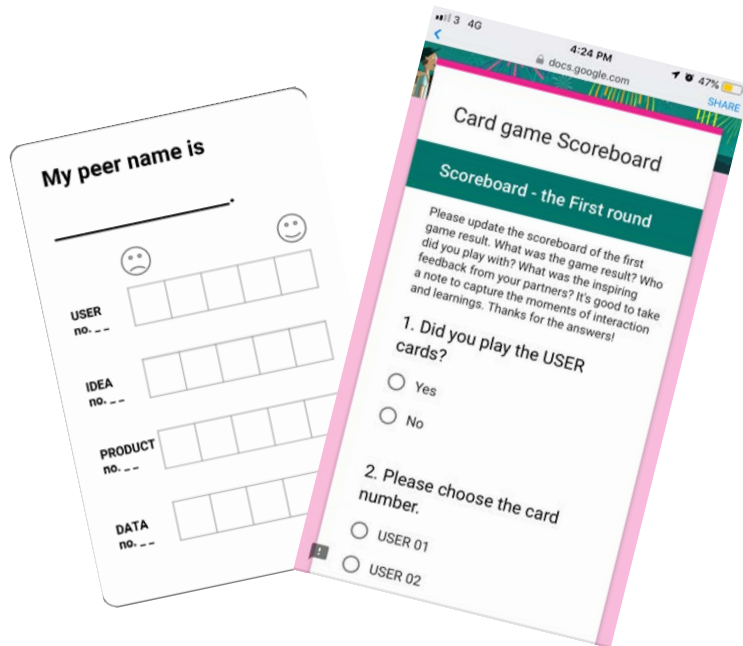 My peer name is
.
USER
no. _ _
IDEA
no. _ _
PRODUCT
no. _ _
DATA
no. _ _
3 4G
4:24 PM
47%
docs.google.com
SHARE
Card game Scoreboard
Scoreboard - the First round
Please update the scoreboard of the first
game result. What was the game result? Who
did you play with? What was the inspiring
feedback from your partners? It's good to take
a note to capture the moments of interaction
and learnings. Thanks for the answers!
1. Did you play the USER
cards?
Yes
No
2. Please choose the card
number.
USER 01
USER 02